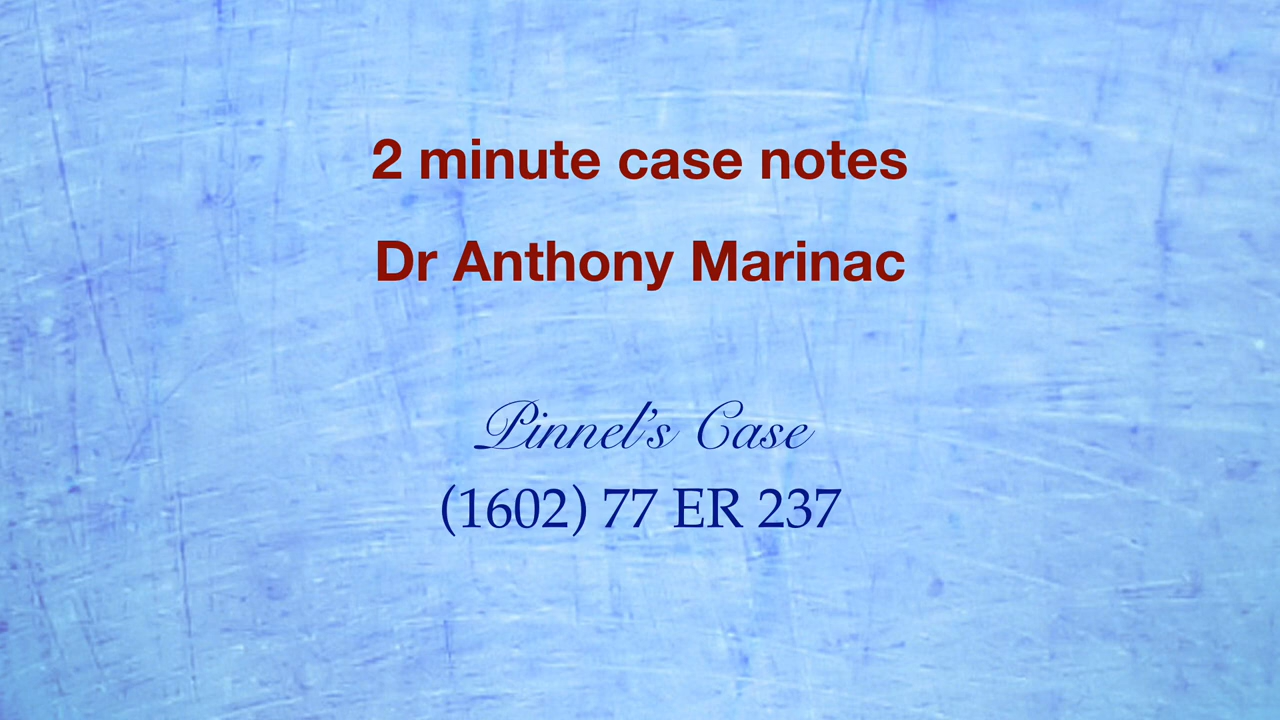 2 minute case notes
Dr Anthony Marinac
Pinnel’s Case
(1602) 77 ER 237